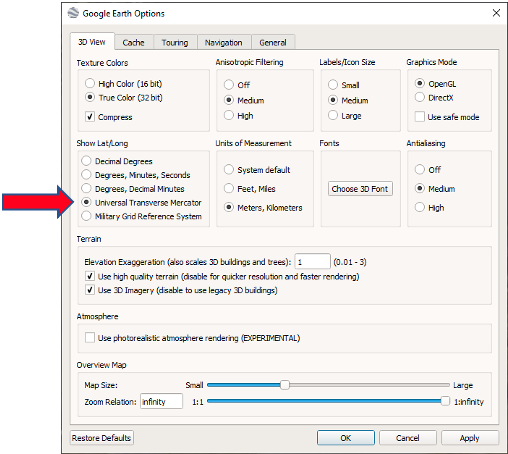 Google Earth Options
3D View Cache Touring Navigation General
Texture Colors
High Color (16 bit)
True Color (32 bit)
Compress
Anisotropic Filtering
Off
Medium
High
Labels/Icon Size
Small
Medium
Large
Graphics Mode
OpenGL
DirectX
Use safe mode
Show Lat/Long
Decimal Degrees
Degrees, Minutes, Seconds
Degrees, Decimal Minutes
Universal Transverse Mercator
Military Grid Reference System
Units of Measurement
System default
Feet, Miles
Meters, Kilometers
Fonts
Choose 3D Font
Antialiasing
Off
Medium
High
Terrain
Elevation Exaggeration (also scales 3D buildings and trees): 1 (0.01 - 3)
Use high quality terrain (disable for quicker resolution and faster rendering)
Use 3D Imagery (disable to use legacy 3D buildings)
Atmosphere
Use photorealistic atmosphere rendering (EXPERIMENTAL)
Overview Map
Map Size: Small Large
Zoom Relation: infinity 1:1 1:infinity
Restore Defaults OK Cancel Apply